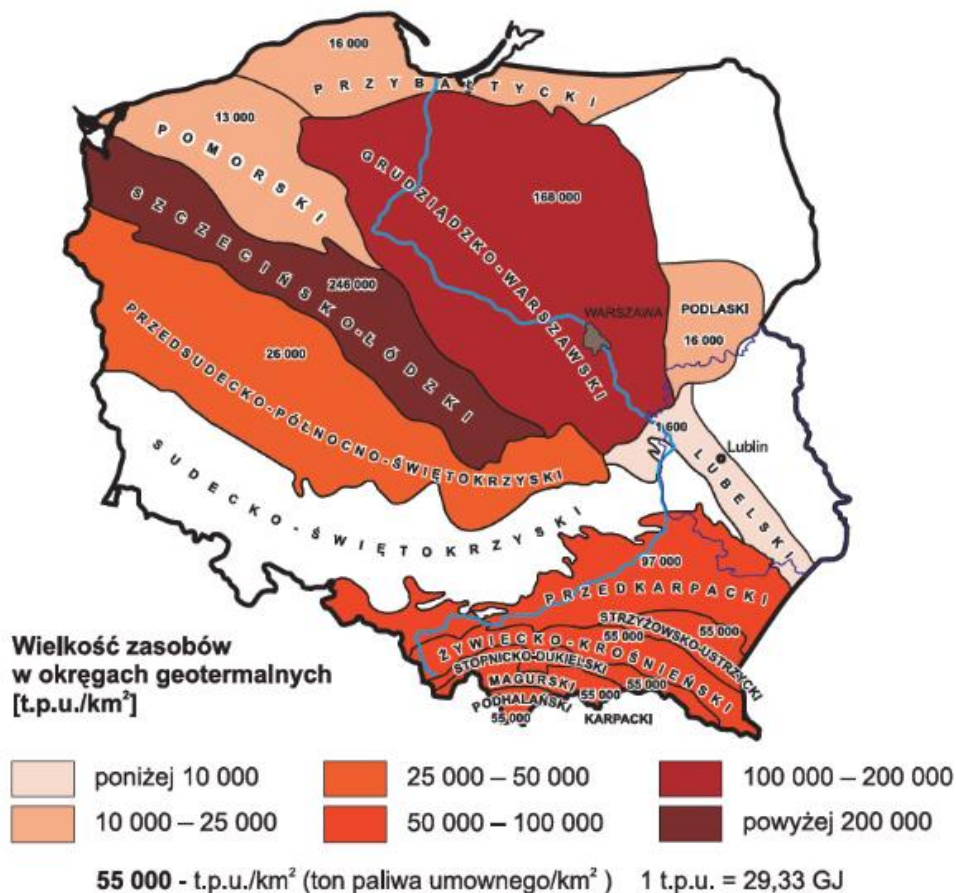 16 000
PRZYBAŁTYCKI
13 000
POMORSKI
GRUDZIĄDZKO-WARSZAWSKI
168 000
SZCZECIŃSKO-ŁÓDZKI
246 000
WARSZAWA
PODLASKI
16 000
26 000
PRZEDSUDECKO-PÓŁNOCNO-ŚWIĘTOKRZYSKI
1 600
Lublin
LUBELSKI
SUDECKO-ŚWIĘTOKRZYSKI
97 000
PRZEDKARPACKI
STRZYŻOWSKO-USTRZYCKI
55 000
55 000
ŻYWIECKO-KROŚNIEŃSKI
STOPNICKO-DUKIELSKI
55 000
MAGURSKI
55 000
PODHALAŃSKI
55 000
KARPACKI
Wielkość zasobów
w okręgach geotermalnych
[t.p.u./km²]
poniżej 10 000
25 000 – 50 000
100 000 – 200 000
10 000 – 25 000
50 000 – 100 000
powyżej 200 000
55 000 - t.p.u./km² (ton paliwa umownego/km² ) 1 t.p.u. = 29,33 GJ